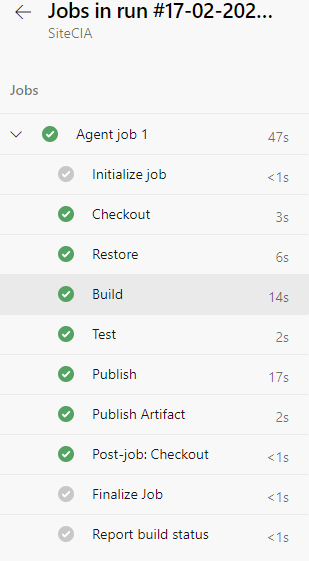 Jobs in run #17-02-202...
SiteCIA
Jobs
Agent job 1 47s
Initialize job <1s
Checkout 3s
Restore 6s
Build 14s
Test 2s
Publish 17s
Publish Artifact 2s
Post-job: Checkout <1s
Finalize Job <1s
Report build status <1s